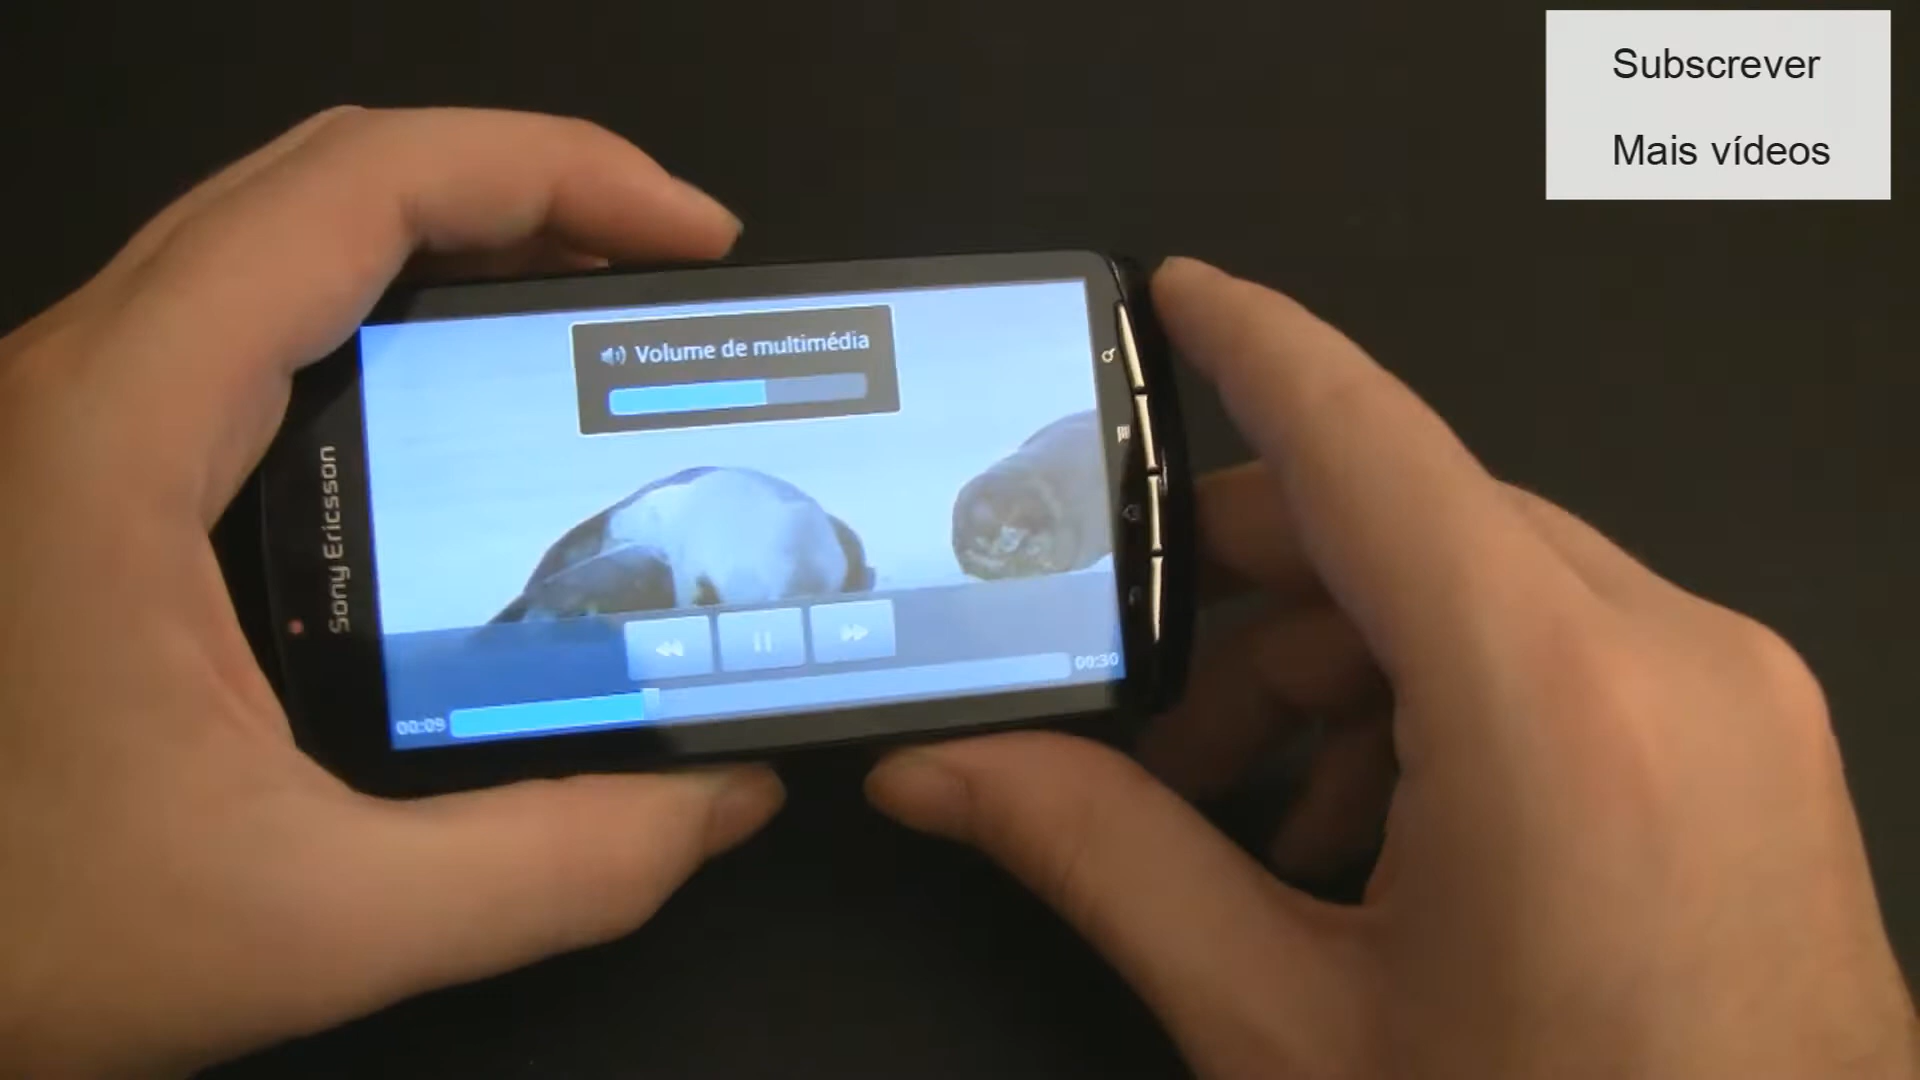 Subscrever
Mais vídeos
Volume de multimédia
Sony Ericsson
00:30
00:09